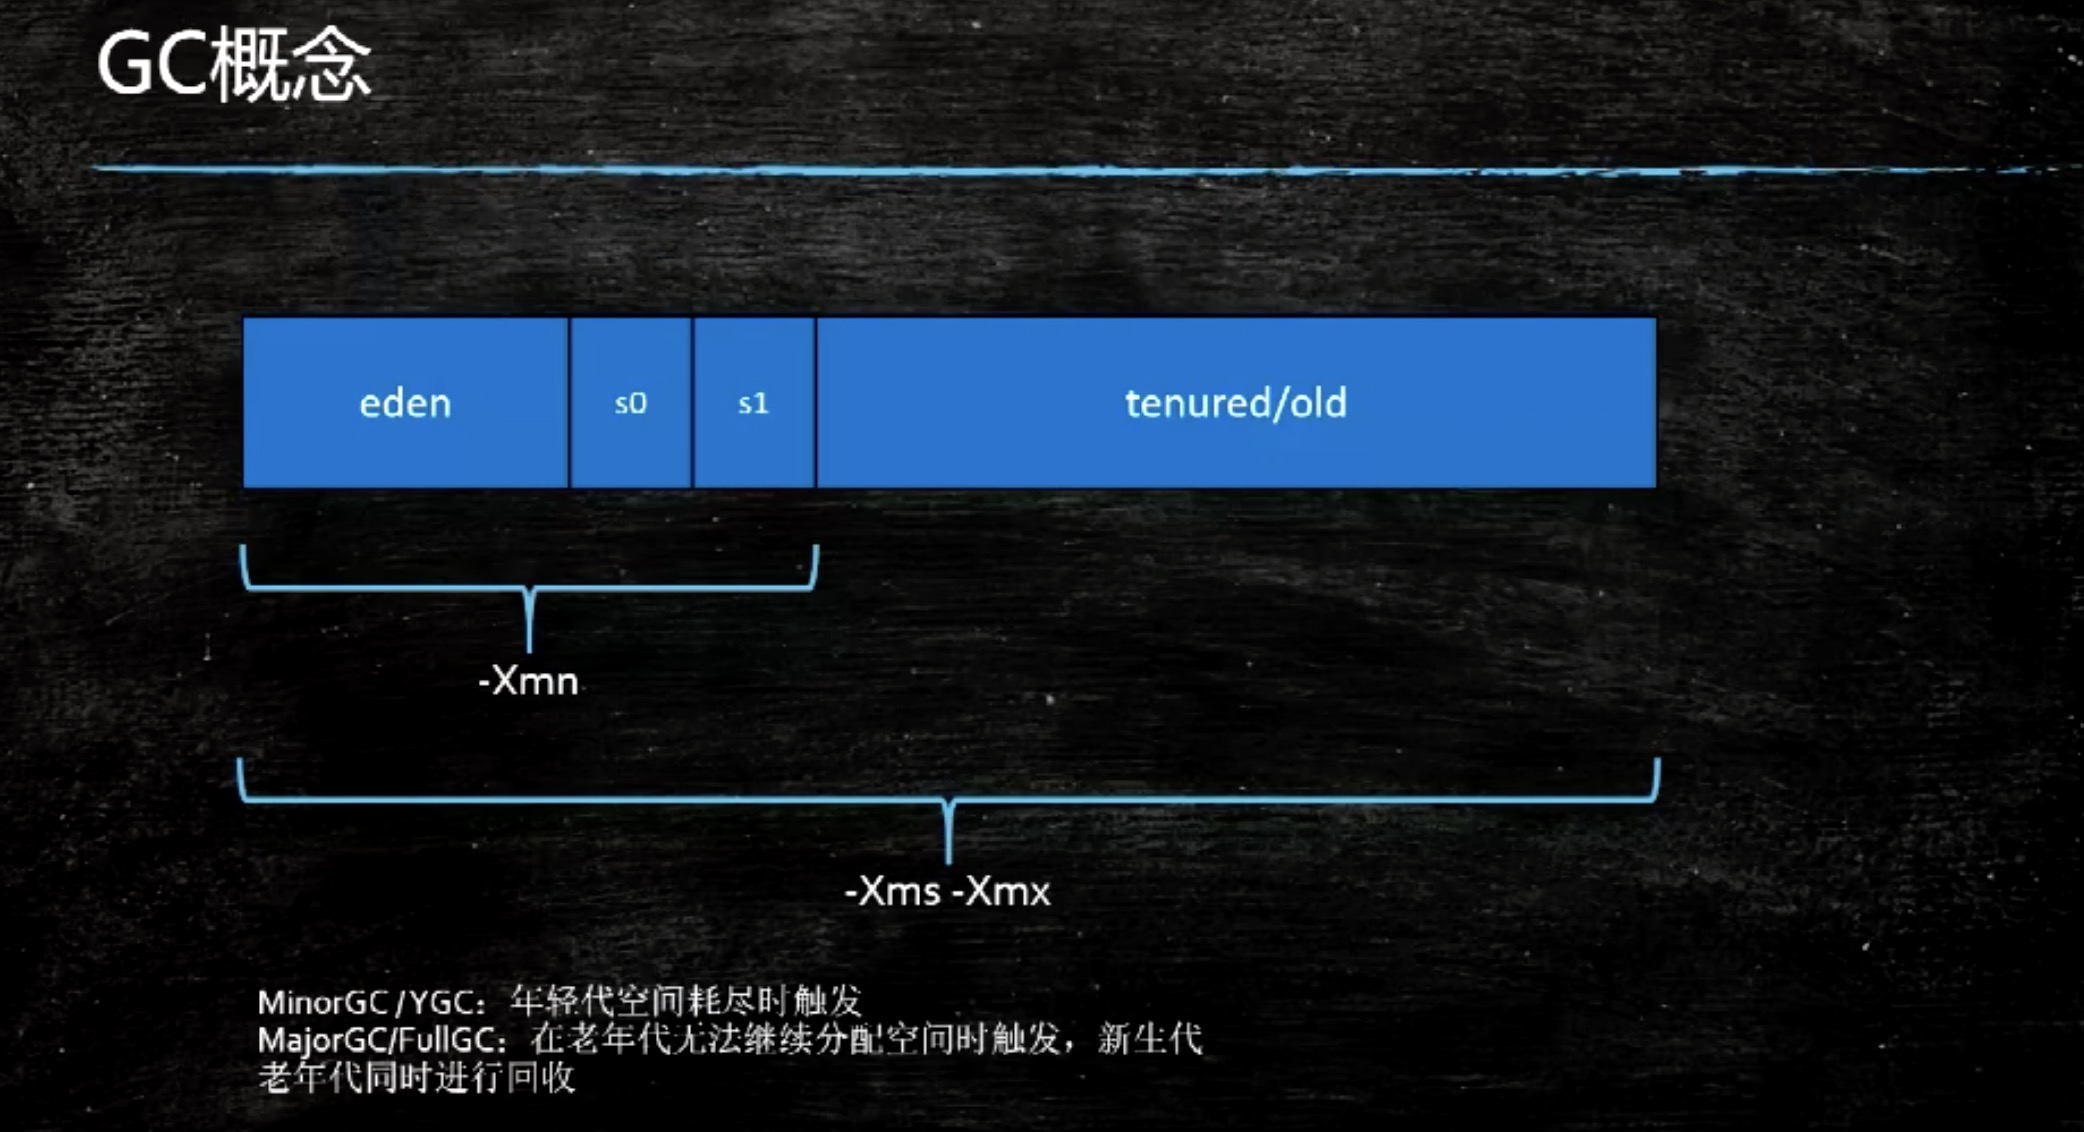 GC概念
eden
s0
s1
tenured/old
-Xmn
-Xms -Xmx
MinorGC /YGC：年轻代空间耗尽时触发
MajorGC/FullGC：在老年代无法继续分配空间时触发，新生代
老年代同时进行回收